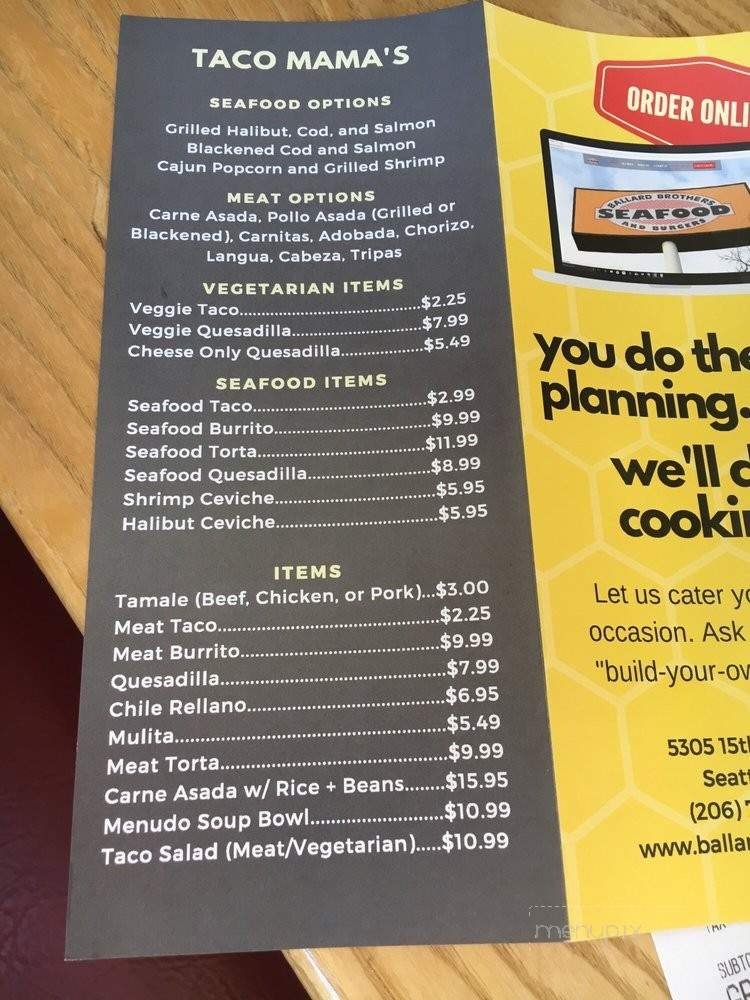 TACO MAMA'S
SEAFOOD OPTIONS
Grilled Halibut, Cod, and Salmon
Blackened Cod and Salmon
Cajun Popcorn and Grilled Shrimp
MEAT OPTIONS
Carne Asada, Pollo Asada (Grilled or
Blackened), Carnitas, Adobada, Chorizo,
Langua, Cabeza, Tripas
VEGETARIAN ITEMS
Veggie Taco.......................................$2.25
Veggie Quesadilla............................$7.99
Cheese Only Quesadilla..................$5.49
SEAFOOD ITEMS
Seafood Taco.....................................$2.99
Seafood Burrito.................................$9.99
Seafood Torta....................................$11.99
Seafood Quesadilla...........................$8.99
Shrimp Ceviche.................................$5.95
Halibut Ceviche.................................$5.95
ITEMS
Tamale (Beef, Chicken, or Pork)...$3.00
Meat Taco..........................................$2.25
Meat Burrito......................................$9.99
Quesadilla..........................................$7.99
Chile Rellano.....................................$6.95
Mulita.................................................$5.49
Meat Torta.........................................$9.99
Carne Asada w/ Rice + Beans........$15.95
Menudo Soup Bowl..........................$10.99
Taco Salad (Meat/Vegetarian).....$10.99
ORDER ONLI
BALLARD BROTHERS
SEAFOOD
AND BURGERS
you do the
planning.
we'll d
cooki
Let us cater yo
occasion. Ask
"build-your-ow
5305 15t
Seatt
(206) 7
www.balla
menupix
SUBTO